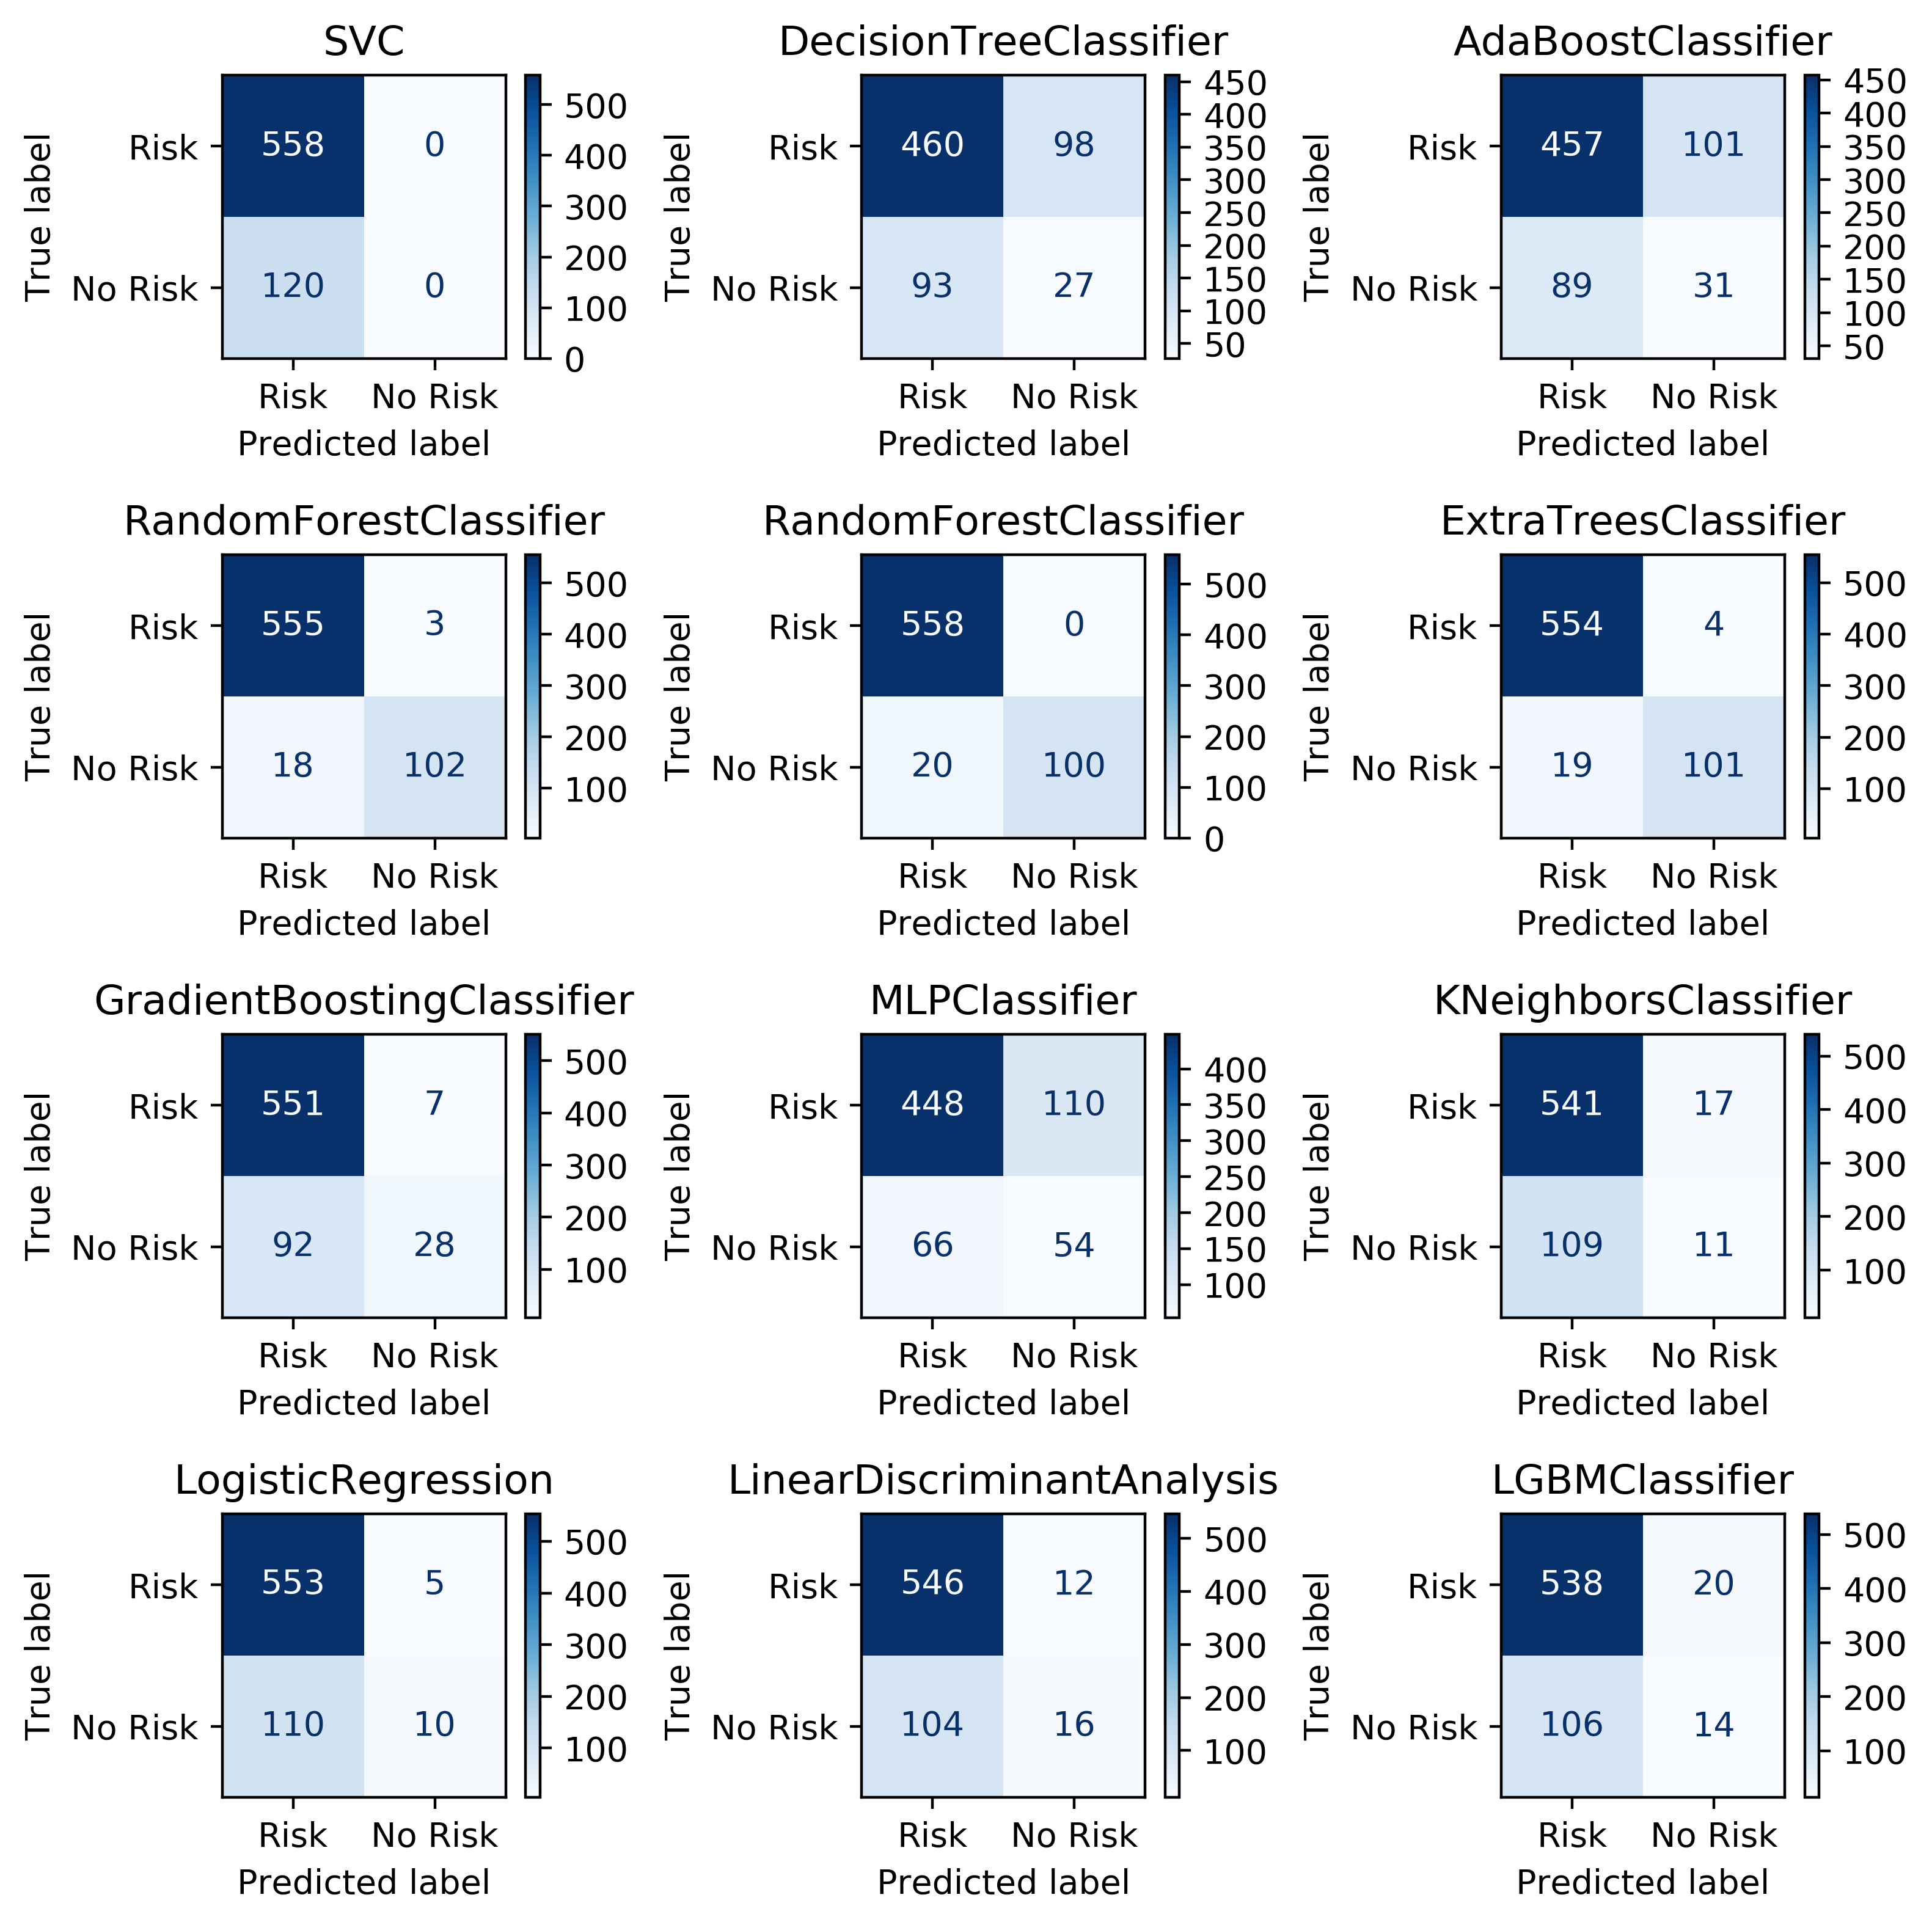 SVC
True label
Risk
No Risk
558 0
120 0
Risk No Risk
Predicted label
500
400
300
200
100
0
DecisionTreeClassifier
True label
Risk
No Risk
460 98
93 27
Risk No Risk
Predicted label
450
400
350
300
250
200
150
100
50
AdaBoostClassifier
True label
Risk
No Risk
457 101
89 31
Risk No Risk
Predicted label
450
400
350
300
250
200
150
100
50
RandomForestClassifier
True label
Risk
No Risk
555 3
18 102
Risk No Risk
Predicted label
500
400
300
200
100
RandomForestClassifier
True label
Risk
No Risk
558 0
20 100
Risk No Risk
Predicted label
500
400
300
200
100
0
ExtraTreesClassifier
True label
Risk
No Risk
554 4
19 101
Risk No Risk
Predicted label
500
400
300
200
100
GradientBoostingClassifier
True label
Risk
No Risk
551 7
92 28
Risk No Risk
Predicted label
500
400
300
200
100
MLPClassifier
True label
Risk
No Risk
448 110
66 54
Risk No Risk
Predicted label
400
350
300
250
200
150
100
KNeighborsClassifier
True label
Risk
No Risk
541 17
109 11
Risk No Risk
Predicted label
500
400
300
200
100
LogisticRegression
True label
Risk
No Risk
553 5
110 10
Risk No Risk
Predicted label
500
400
300
200
100
LinearDiscriminantAnalysis
True label
Risk
No Risk
546 12
104 16
Risk No Risk
Predicted label
500
400
300
200
100
LGBMClassifier
True label
Risk
No Risk
538 20
106 14
Risk No Risk
Predicted label
500
400
300
200
100